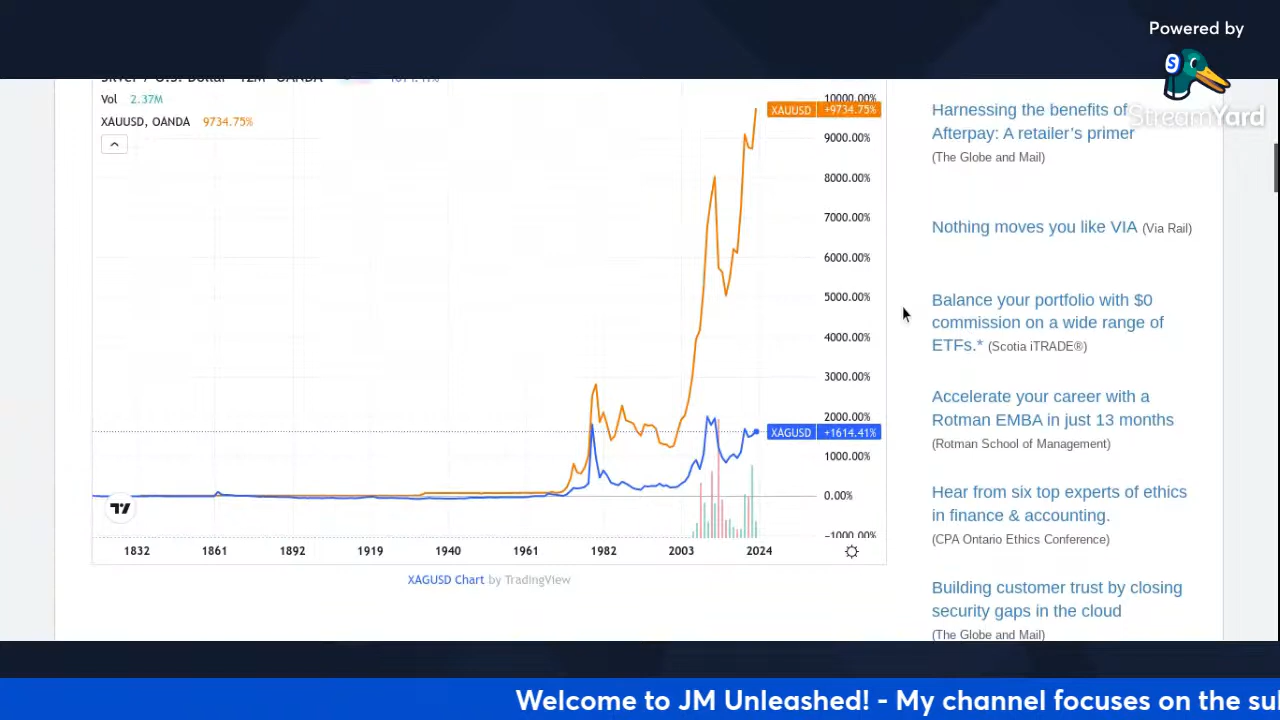 Powered by
StreamYard
Silver / U.S. Dollar · 12M · OANDA
Vol 2.37M
XAUUSD, OANDA 9734.75%
10000.00%
XAUUSD +9734.75%
9000.00%
8000.00%
7000.00%
6000.00%
5000.00%
4000.00%
3000.00%
2000.00%
XAGUSD +1614.41%
1000.00%
0.00%
−1000.00%
1832 1861 1892 1919 1940 1961 1982 2003 2024
XAGUSD Chart by TradingView
Harnessing the benefits of
Afterpay: A retailer’s primer
(The Globe and Mail)
Nothing moves you like VIA (Via Rail)
Balance your portfolio with $0
commission on a wide range of
ETFs.* (Scotia iTRADE®)
Accelerate your career with a
Rotman EMBA in just 13 months
(Rotman School of Management)
Hear from six top experts of ethics
in finance & accounting.
(CPA Ontario Ethics Conference)
Building customer trust by closing
security gaps in the cloud
(The Globe and Mail)
Welcome to JM Unleashed! - My channel focuses on the su